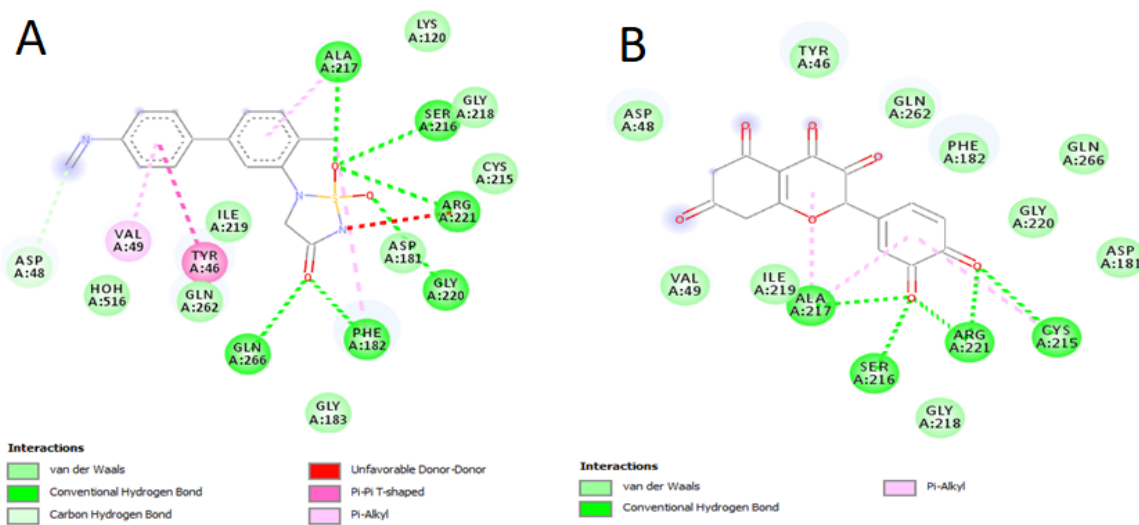 A
LYS
A:120
ALA
A:217
SER
A:216
GLY
A:218
CYS
A:215
ARG
A:221
N
N
O
S
O
N
N
O
ILE
A:219
VAL
A:49
TYR
A:46
ASP
A:181
GLY
A:220
ASP
A:48
HOH
A:516
GLN
A:262
PHE
A:182
GLN
A:266
GLY
A:183
Interactions
van der Waals
Conventional Hydrogen Bond
Carbon Hydrogen Bond
Unfavorable Donor-Donor
Pi-Pi T-shaped
Pi-Alkyl
B
TYR
A:46
ASP
A:48
GLN
A:262
PHE
A:182
GLN
A:266
O
O
O
O
O
GLY
A:220
ASP
A:181
VAL
A:49
ILE
A:219
ALA
A:217
O
O
ARG
A:221
CYS
A:215
SER
A:216
GLY
A:218
Interactions
van der Waals
Conventional Hydrogen Bond
Pi-Alkyl